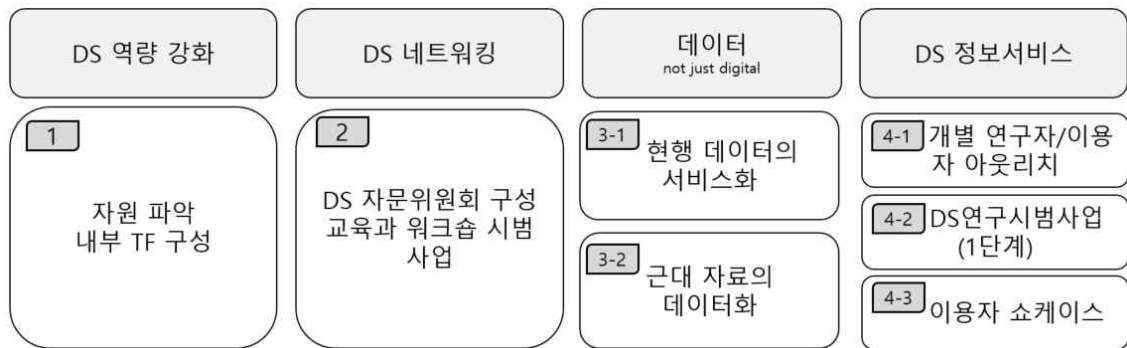 DS 역량 강화
DS 네트워킹
데이터
not just digital
DS 정보서비스
1
자원 파악
내부 TF 구성
2
DS 자문위원회 구성
교육과 워크숍 시범
사업
3-1
현행 데이터의
서비스화
3-2
근대 자료의
데이터화
4-1
개별 연구자/이용
자 아웃리치
4-2
DS연구시범사업
(1단계)
4-3
이용자 쇼케이스